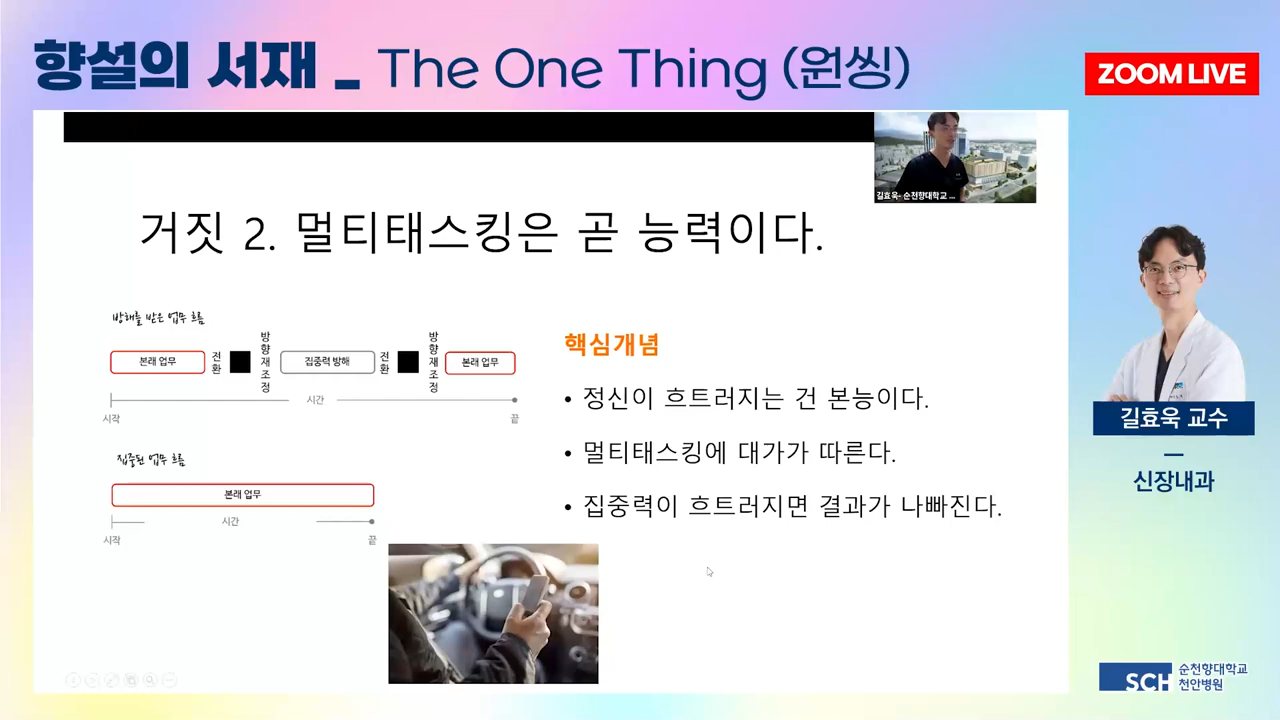 향설의 서재 _ The One Thing (원씽)
ZOOM LIVE
길효욱- 순천향대학교 ...
거짓 2. 멀티태스킹은 곧 능력이다.
방해를 받은 업무 흐름
본래 업무
전환
방향재조정
집중력 방해
전환
방향재조정
본래 업무
시간
시작
끝
집중된 업무 흐름
본래 업무
시간
시작
끝
핵심개념
• 정신이 흐트러지는 건 본능이다.
• 멀티태스킹에 대가가 따른다.
• 집중력이 흐트러지면 결과가 나빠진다.
길효욱 교수
신장내과
SCH
순천향대학교
천안병원